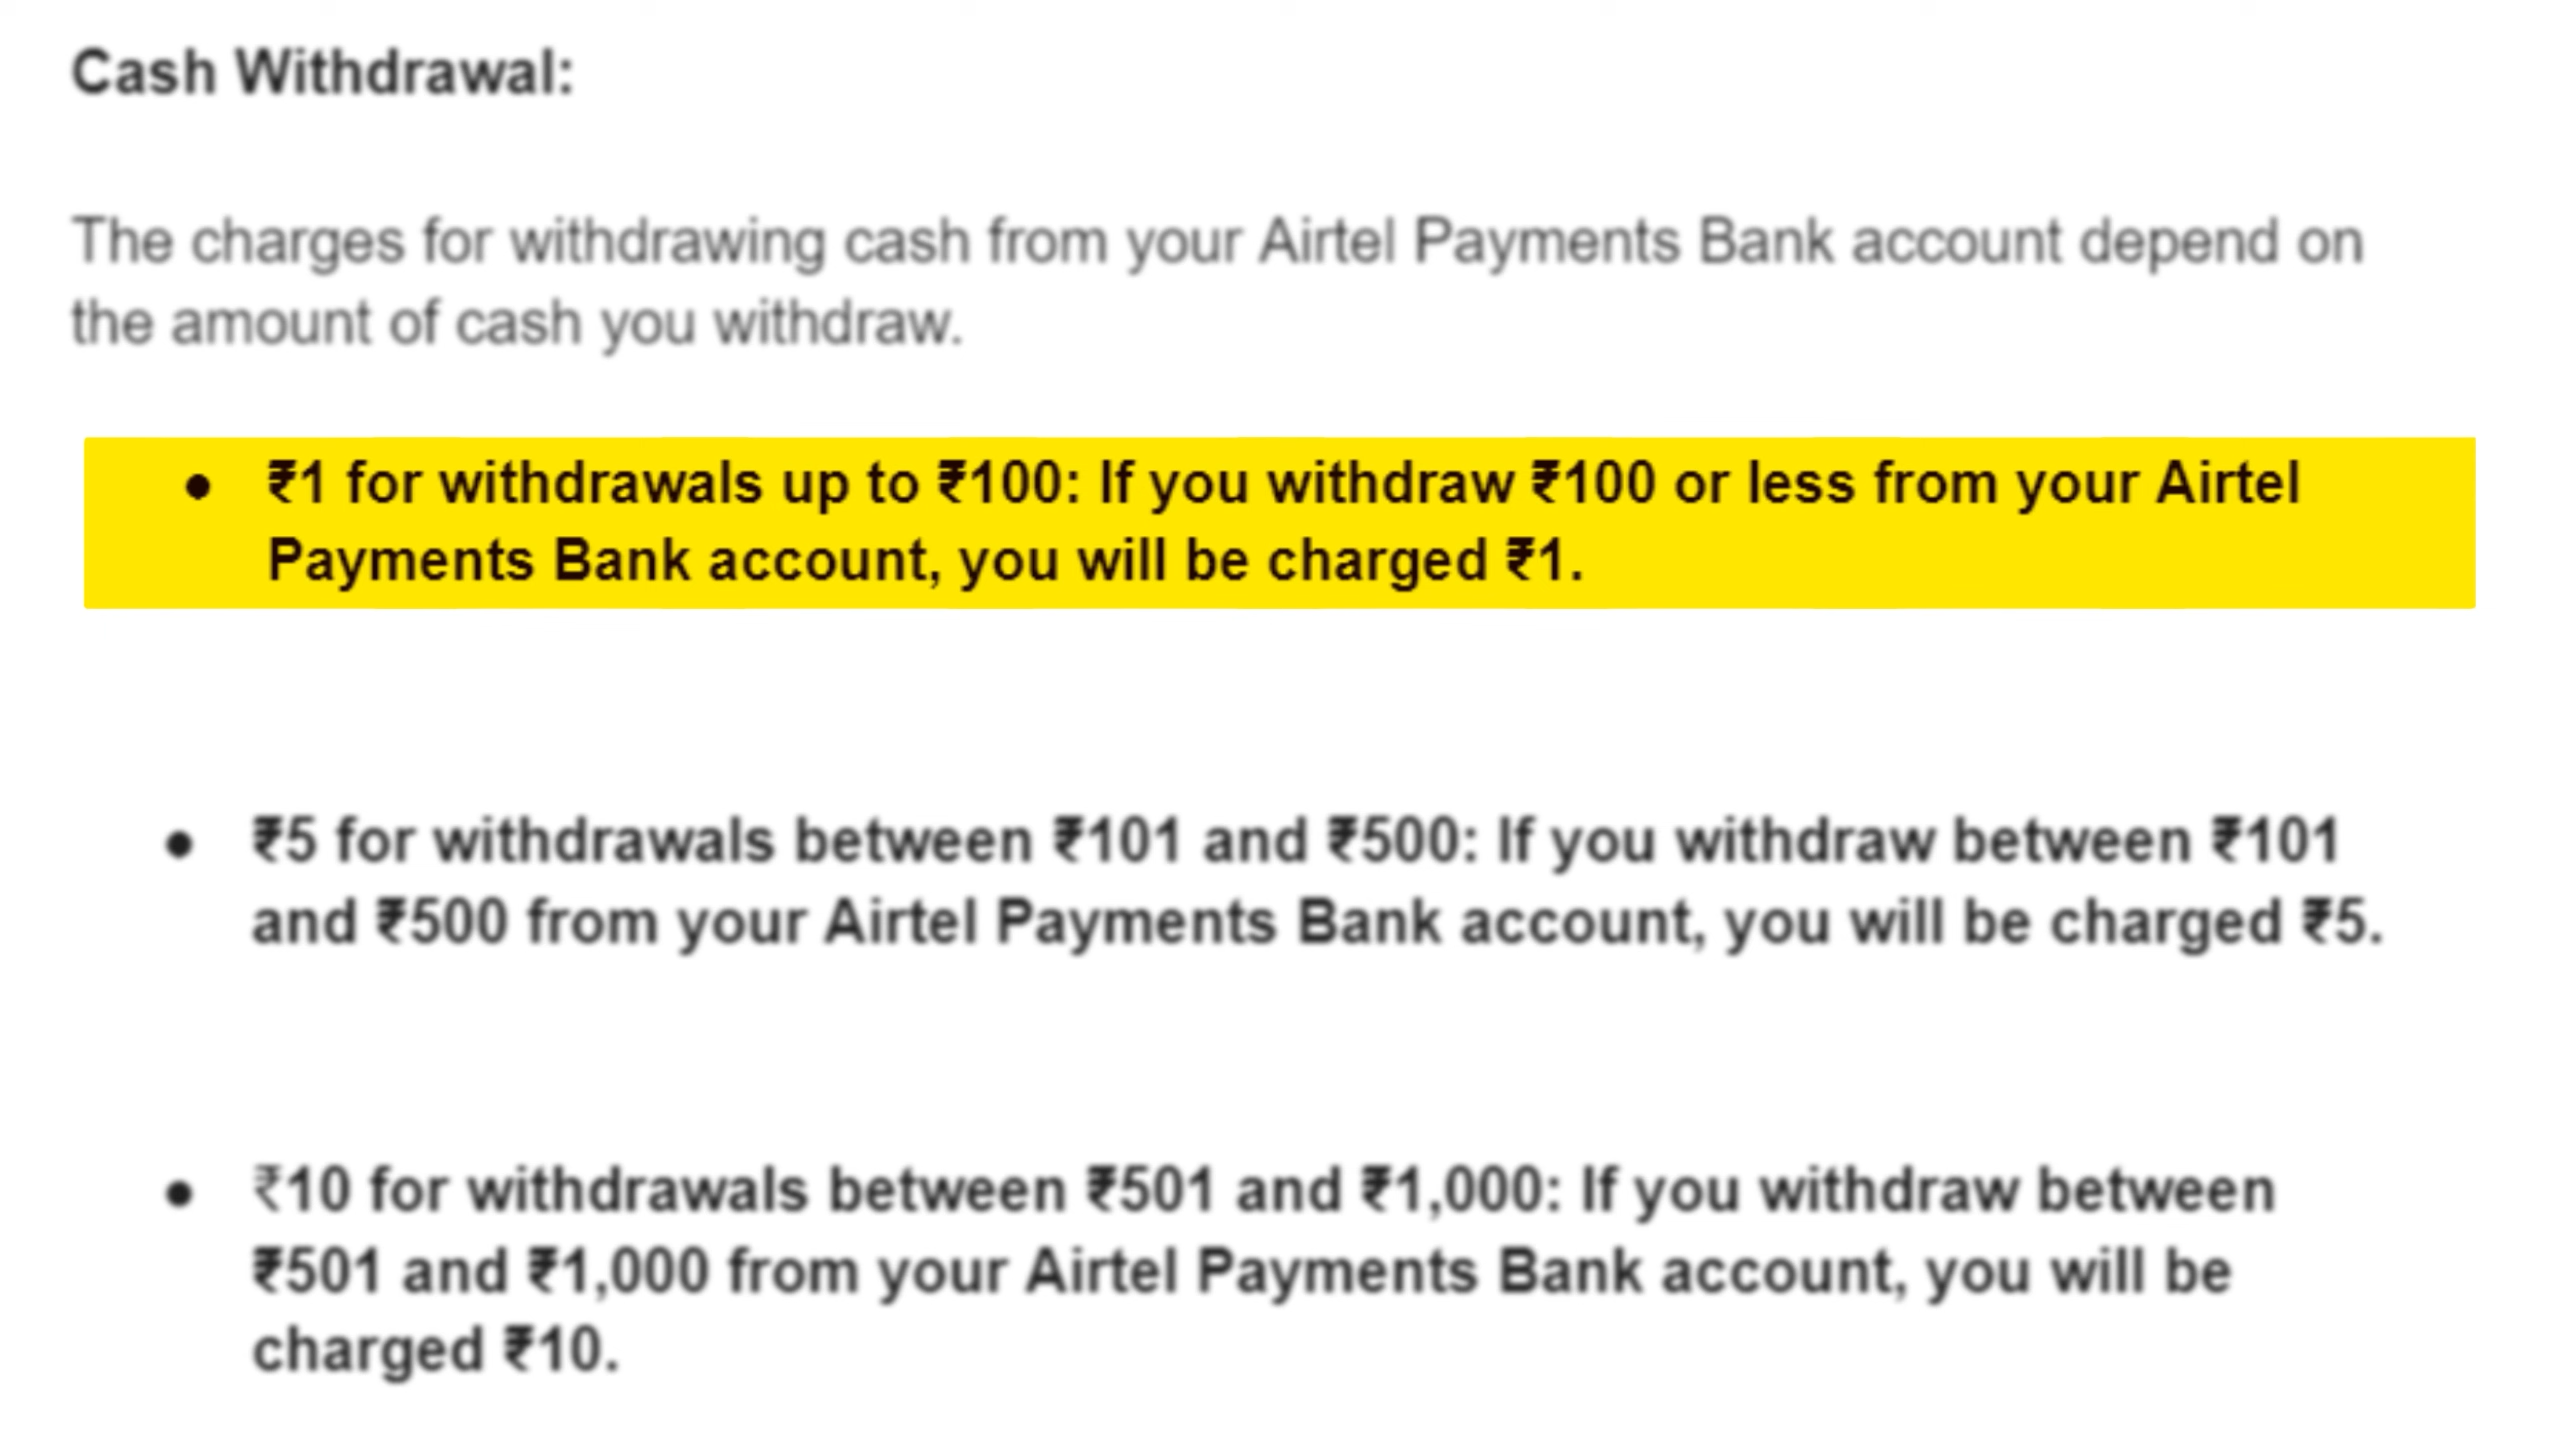 Cash Withdrawal:
The charges for withdrawing cash from your Airtel Payments Bank account depend on
the amount of cash you withdraw.
• ₹1 for withdrawals up to ₹100: If you withdraw ₹100 or less from your Airtel
Payments Bank account, you will be charged ₹1.
• ₹5 for withdrawals between ₹101 and ₹500: If you withdraw between ₹101
and ₹500 from your Airtel Payments Bank account, you will be charged ₹5.
• ₹10 for withdrawals between ₹501 and ₹1,000: If you withdraw between
₹501 and ₹1,000 from your Airtel Payments Bank account, you will be
charged ₹10.